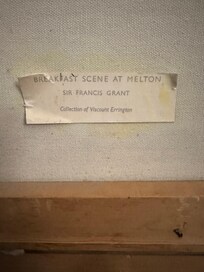 BREAKFAST SCENE AT MELTON
SIR FRANCIS GRANT
Collection of Viscount Errington